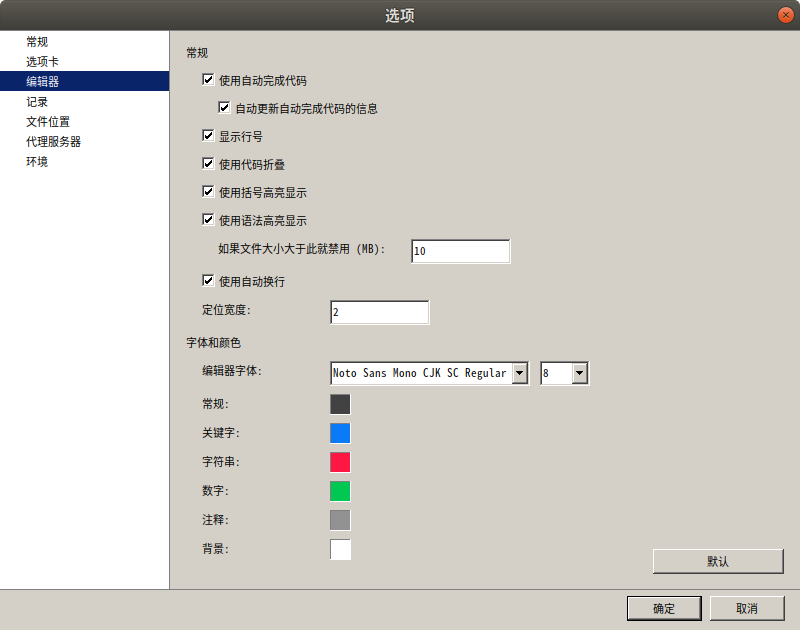 选项
常规
选项卡
编辑器
记录
文件位置
代理服务器
环境
常规
使用自动完成代码
自动更新自动完成代码的信息
显示行号
使用代码折叠
使用括号高亮显示
使用语法高亮显示
如果文件大小大于此就禁用 (MB): 10
使用自动换行
定位宽度: 2
字体和颜色
编辑器字体: Noto Sans Mono CJK SC Regular 8
常规:
关键字:
字符串:
数字:
注释:
背景:
默认
确定 取消